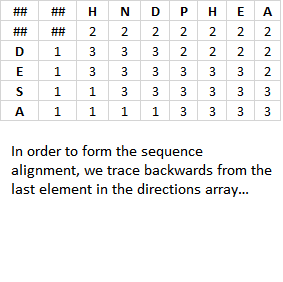 ## ## H N D P H E A
## ## 2 2 2 2 2 2 2
D 1 3 3 3 2 2 2 2
E 1 3 3 3 3 3 3 2
S 1 1 3 3 3 3 3 3
A 1 1 1 1 3 3 3 3
In order to form the sequence
alignment, we trace backwards from the
last element in the directions array…